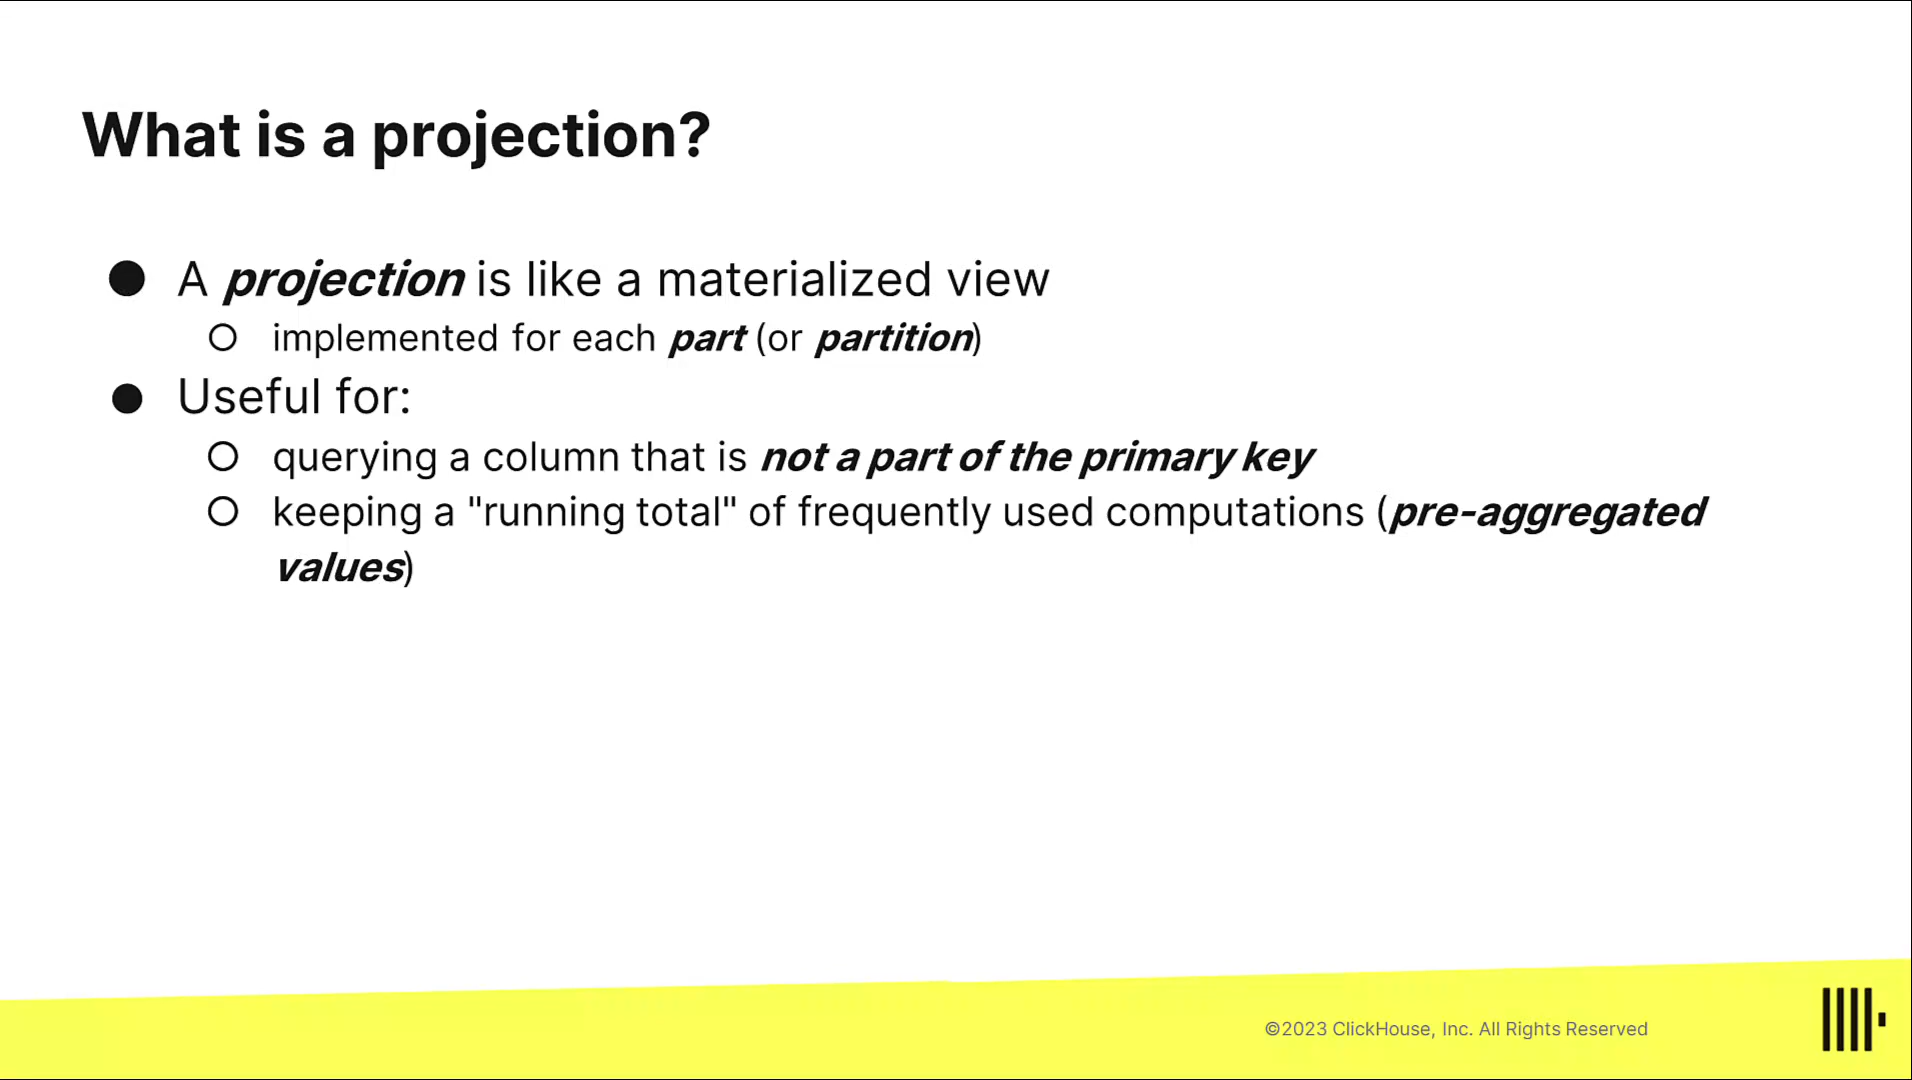 What is a projection?
● A projection is like a materialized view
○ implemented for each part (or partition)
● Useful for:
○ querying a column that is not a part of the primary key
○ keeping a "running total" of frequently used computations (pre-aggregated
values)
©2023 ClickHouse, Inc. All Rights Reserved